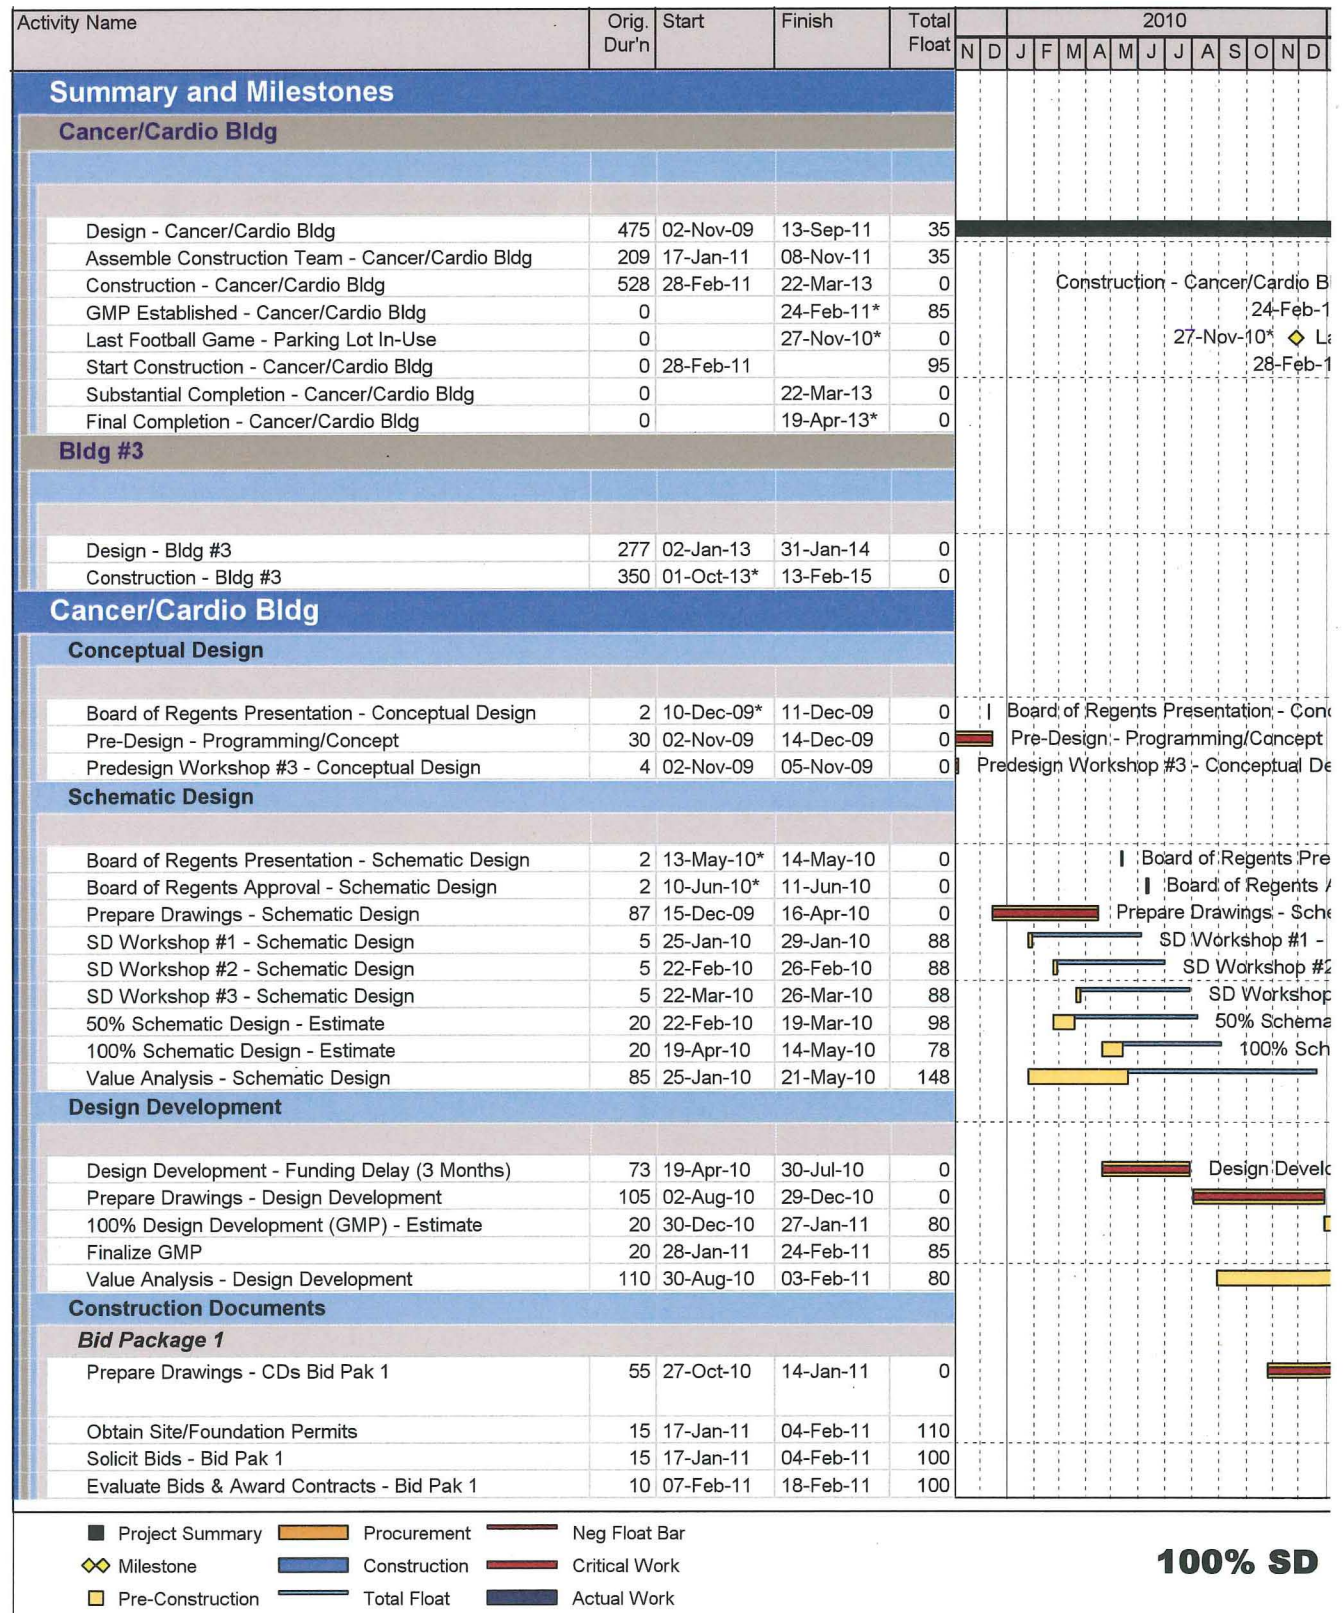 Activity Name Orig. Start Finish Total 2010
Dur'n Float N D J F M A M J J A S O N D
Summary and Milestones
Cancer/Cardio Bldg
Design - Cancer/Cardio Bldg 475 02-Nov-09 13-Sep-11 35
Assemble Construction Team - Cancer/Cardio Bldg 209 17-Jan-11 08-Nov-11 35
Construction - Cancer/Cardio Bldg 528 28-Feb-11 22-Mar-13 0 Construction - Cancer/Cardio B
GMP Established - Cancer/Cardio Bldg 0 24-Feb-11* 85 24-Feb-1
Last Football Game - Parking Lot In-Use 0 27-Nov-10* 0 27-Nov-10* La
Start Construction - Cancer/Cardio Bldg 0 28-Feb-11 95 28-Feb-1
Substantial Completion - Cancer/Cardio Bldg 0 22-Mar-13 0
Final Completion - Cancer/Cardio Bldg 0 19-Apr-13* 0
Bldg #3
Design - Bldg #3 277 02-Jan-13 31-Jan-14 0
Construction - Bldg #3 350 01-Oct-13* 13-Feb-15 0
Cancer/Cardio Bldg
Conceptual Design
Board of Regents Presentation - Conceptual Design 2 10-Dec-09* 11-Dec-09 0 Board of Regents Presentation - Conc
Pre-Design - Programming/Concept 30 02-Nov-09 14-Dec-09 0 Pre-Design - Programming/Concept
Predesign Workshop #3 - Conceptual Design 4 02-Nov-09 05-Nov-09 0 Predesign Workshop #3 - Conceptual De
Schematic Design
Board of Regents Presentation - Schematic Design 2 13-May-10* 14-May-10 0 Board of Regents Pre
Board of Regents Approval - Schematic Design 2 10-Jun-10* 11-Jun-10 0 Board of Regents A
Prepare Drawings - Schematic Design 87 15-Dec-09 16-Apr-10 0 Prepare Drawings - Sche
SD Workshop #1 - Schematic Design 5 25-Jan-10 29-Jan-10 88 SD Workshop #1 -
SD Workshop #2 - Schematic Design 5 22-Feb-10 26-Feb-10 88 SD Workshop #2
SD Workshop #3 - Schematic Design 5 22-Mar-10 26-Mar-10 88 SD Workshop
50% Schematic Design - Estimate 20 22-Feb-10 19-Mar-10 98 50% Schema
100% Schematic Design - Estimate 20 19-Apr-10 14-May-10 78 100% Sch
Value Analysis - Schematic Design 85 25-Jan-10 21-May-10 148
Design Development
Design Development - Funding Delay (3 Months) 73 19-Apr-10 30-Jul-10 0 Design Develo
Prepare Drawings - Design Development 105 02-Aug-10 29-Dec-10 0
100% Design Development (GMP) - Estimate 20 30-Dec-10 27-Jan-11 80
Finalize GMP 20 28-Jan-11 24-Feb-11 85
Value Analysis - Design Development 110 30-Aug-10 03-Feb-11 80
Construction Documents
Bid Package 1
Prepare Drawings - CDs Bid Pak 1 55 27-Oct-10 14-Jan-11 0
Obtain Site/Foundation Permits 15 17-Jan-11 04-Feb-11 110
Solicit Bids - Bid Pak 1 15 17-Jan-11 04-Feb-11 100
Evaluate Bids & Award Contracts - Bid Pak 1 10 07-Feb-11 18-Feb-11 100
Project Summary Procurement Neg Float Bar
Milestone Construction Critical Work
Pre-Construction Total Float Actual Work
100% SD